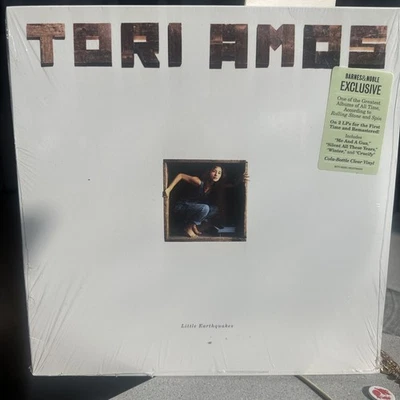 TORI AMOS
BARNES&NOBLE
EXCLUSIVE
One of the Greatest
Albums of All Time,
According to
Rolling Stone and Spin
On 2 LPs for the First
Time and Remastered!
Includes
"Me And A Gun,"
"Silent All These Years,"
"Winter," and "Crucify"
Coke-Bottle Clear Vinyl
Little Earthquakes